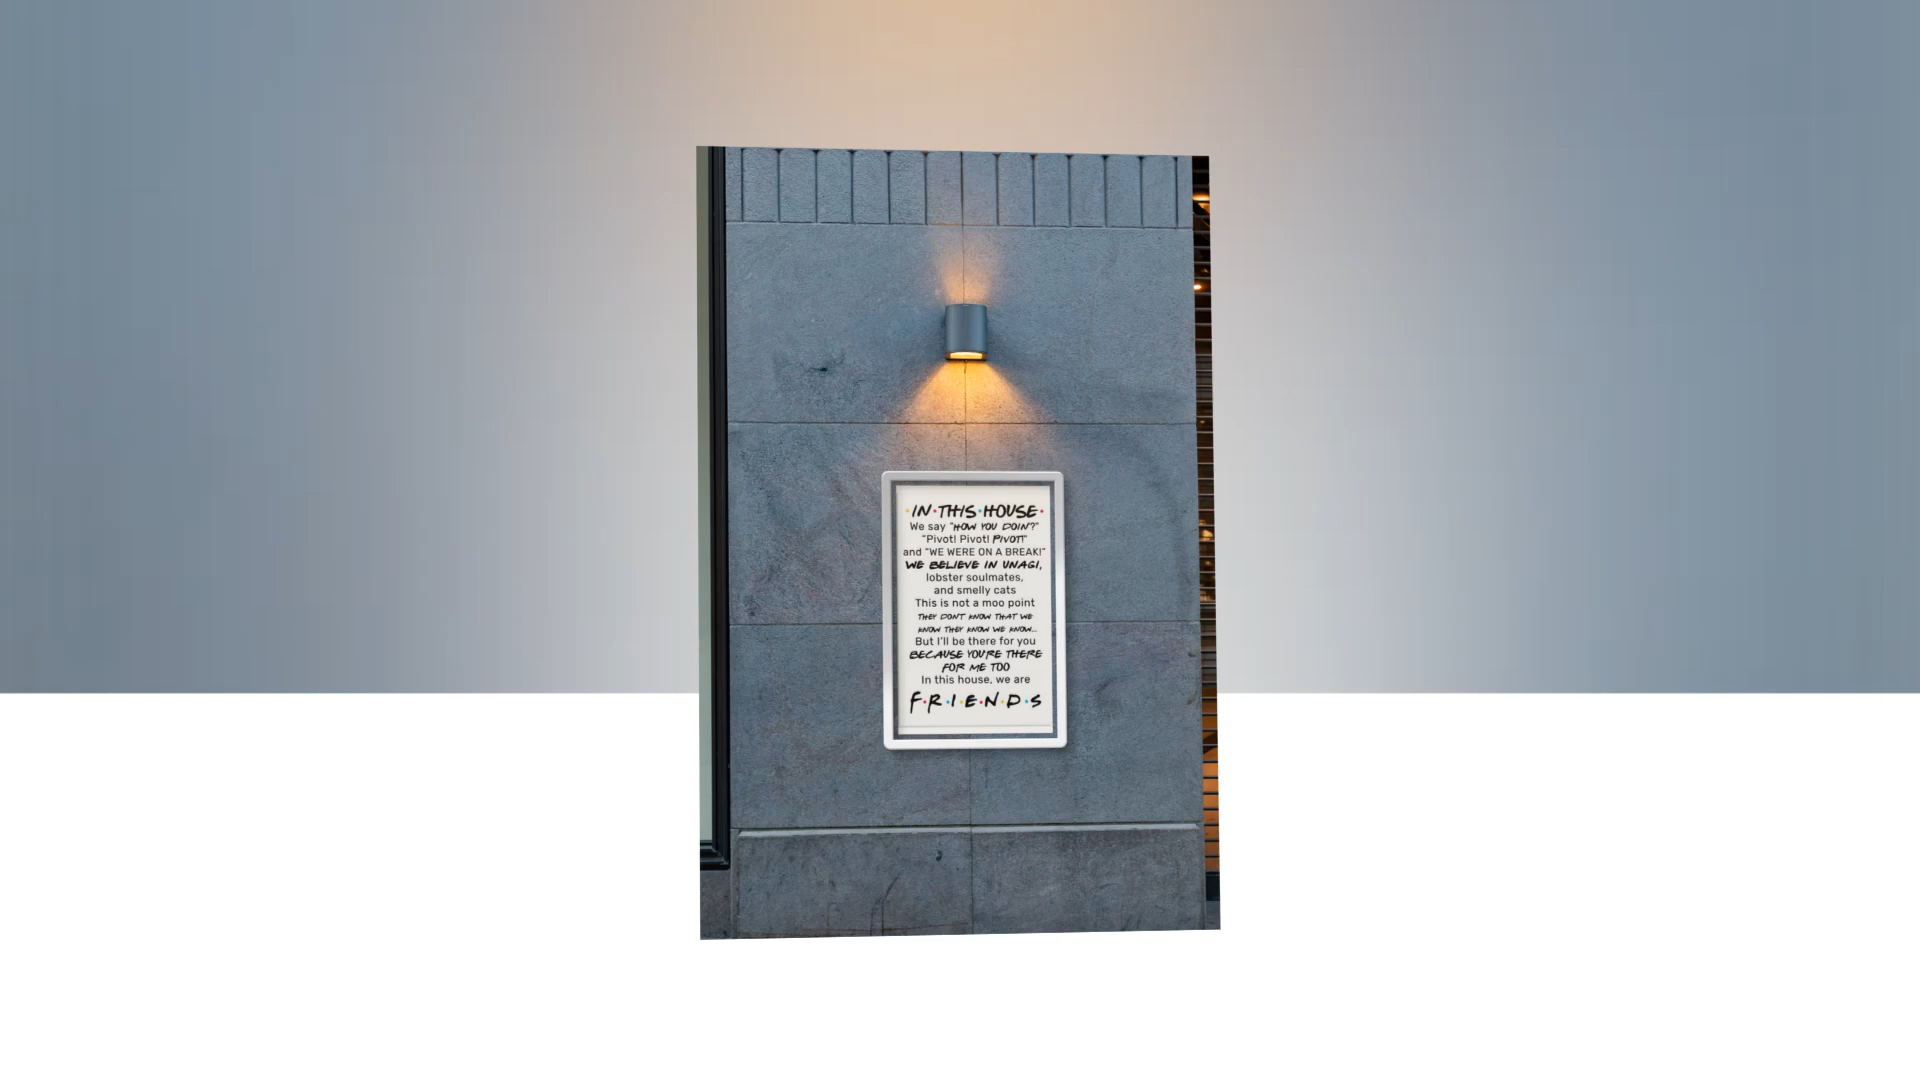 IN·THIS·HOUSE
We say "HOW YOU DOIN?"
"Pivot! Pivot! PIVOT!"
and "WE WERE ON A BREAK!"
WE BELIEVE IN UNAGI,
lobster soulmates,
and smelly cats
This is not a moo point
THEY DON'T KNOW THAT WE
KNOW THEY KNOW WE KNOW...
But I'll be there for you
BECAUSE YOU'RE THERE
FOR ME TOO
In this house, we are
F·R·I·E·N·D·S